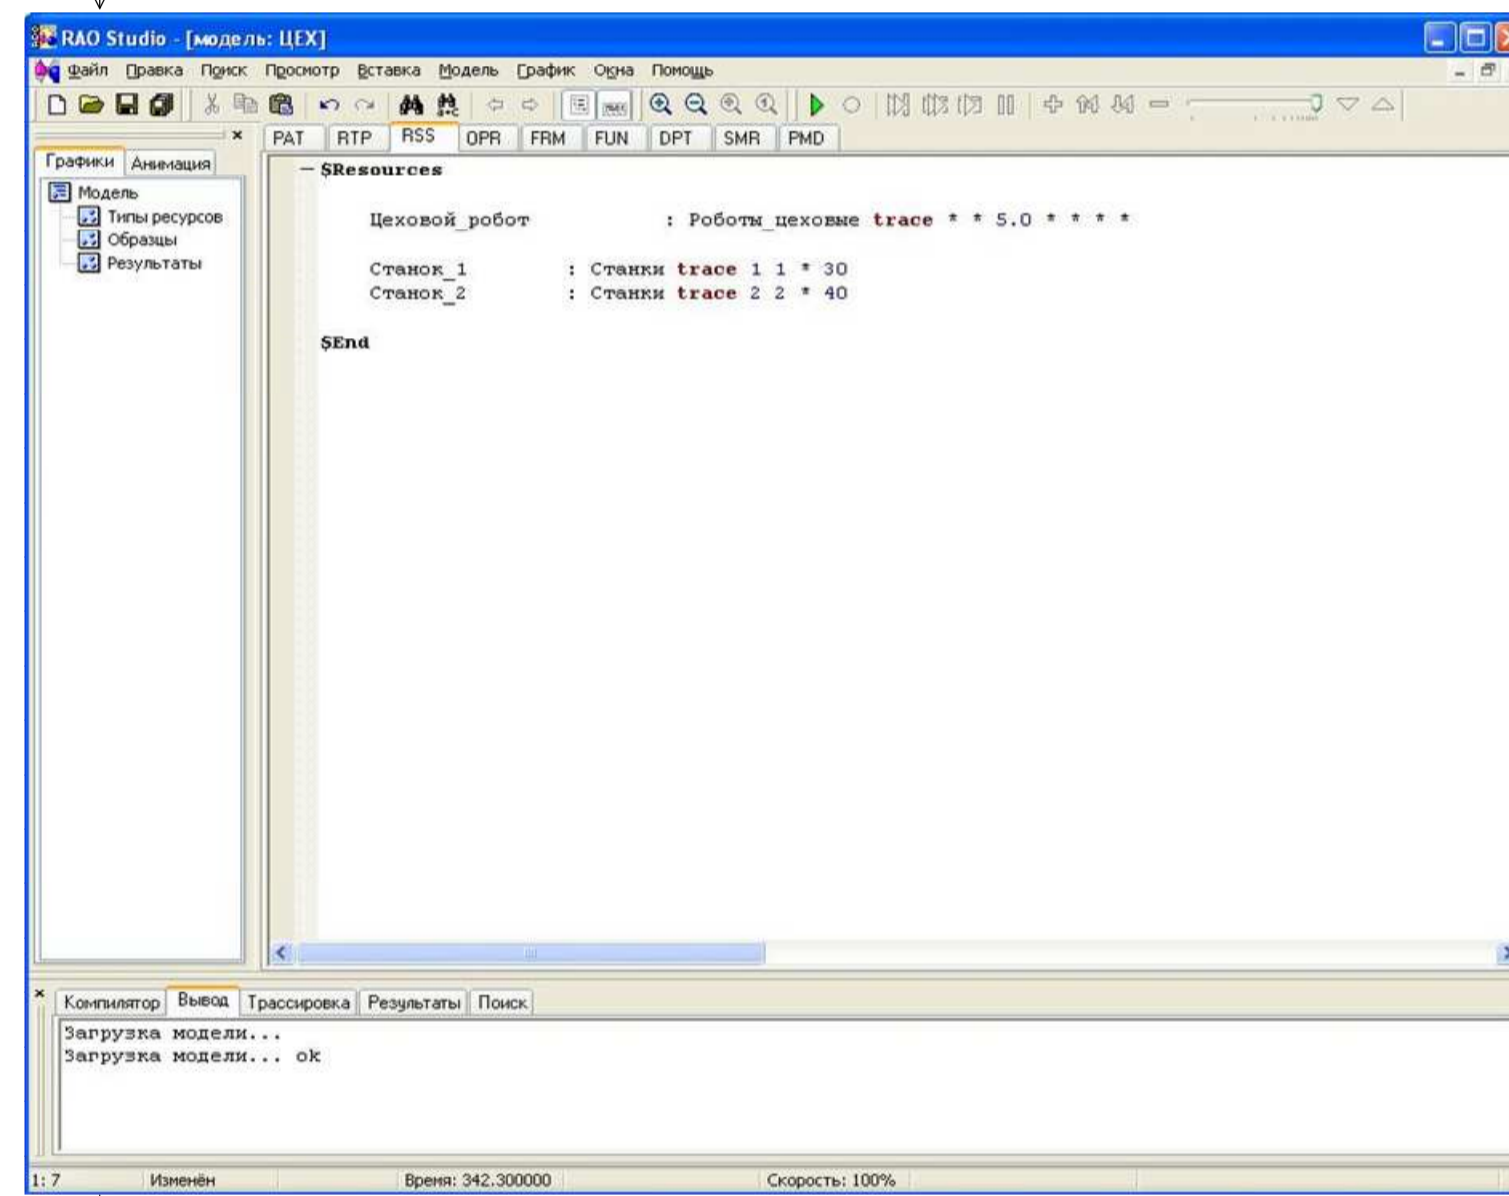 RAO Studio - [модель: ЦЕХ]
Файл Правка Поиск Просмотр Вставка Модель График Окна Помощь
PAT RTP RSS OPR FRM FUN DPT SMR PMD
Графики Анимация
Модель
Типы ресурсов
Образцы
Результаты
$Resources
Цеховой_робот : Роботы_цеховые trace * * 5.0 * * * *
Станок_1 : Станки trace 1 1 * 30
Станок_2 : Станки trace 2 2 * 40
$End
Компилятор Вывод Трассировка Результаты Поиск
Загрузка модели...
Загрузка модели... ok
1: 7 Изменён Время: 342.300000 Скорость: 100%